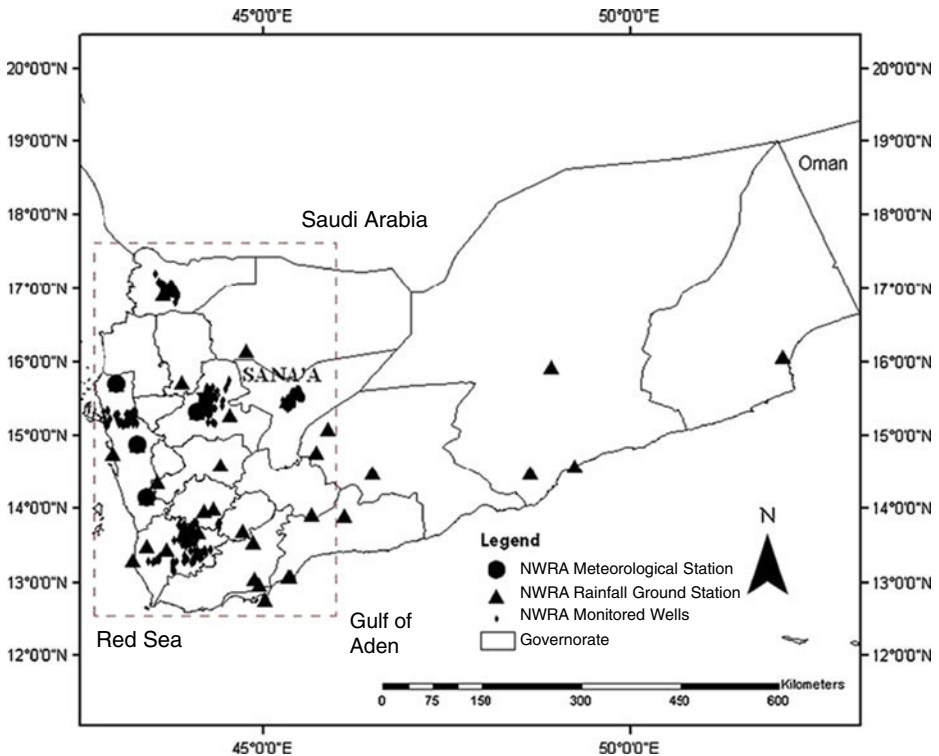 45°0'0"E 50°0'0"E
20°0'0"N 20°0'0"N
19°0'0"N 19°0'0"N
Oman
18°0'0"N 18°0'0"N
Saudi Arabia
17°0'0"N 17°0'0"N
16°0'0"N 16°0'0"N
SANA'A
15°0'0"N 15°0'0"N
14°0'0"N 14°0'0"N
N
Legend
NWRA Meteorological Station
13°0'0"N 13°0'0"N
NWRA Rainfall Ground Station
NWRA Monitored Wells
Governorate
Red Sea
Gulf of
Aden
12°0'0"N 12°0'0"N
Kilometers
0 75 150 300 450 600
45°0'0"E 50°0'0"E